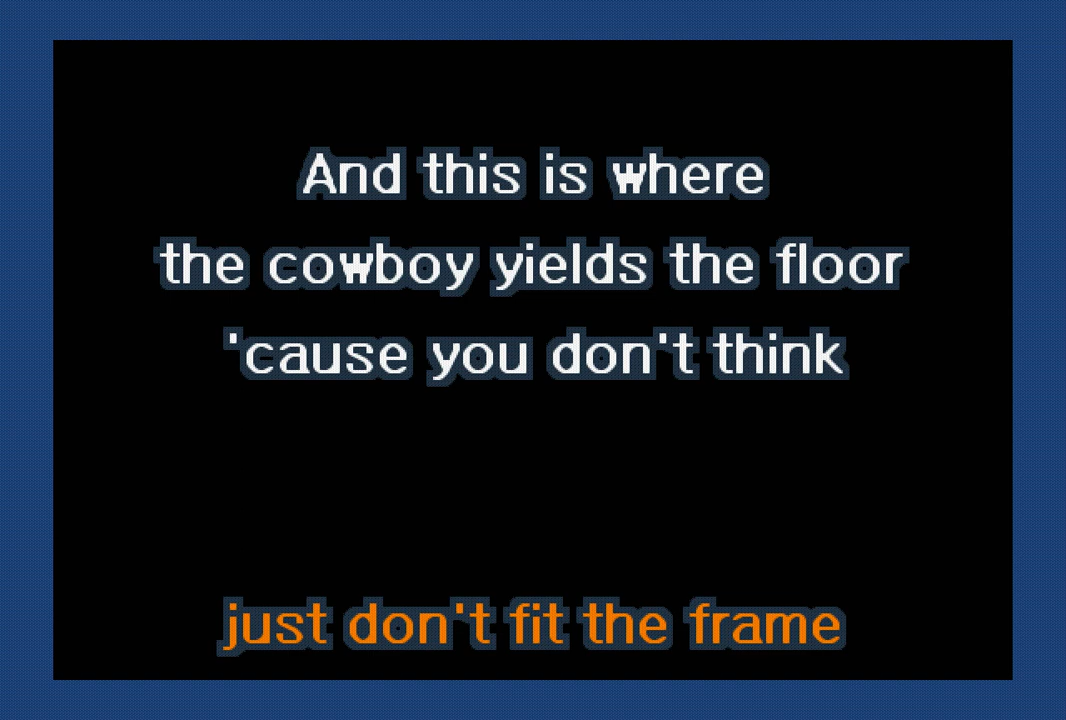 And this is where
the cowboy yields the floor
'cause you don't think
just don't fit the frame